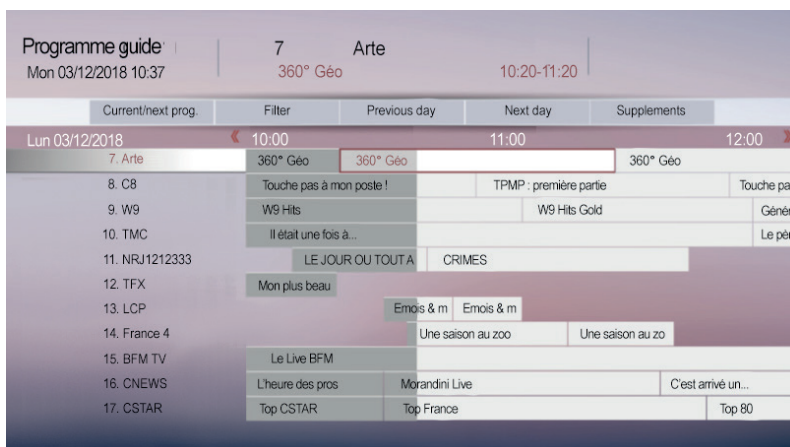 Programme guide 7 Arte
Mon 03/12/2018 10:37 360° Géo 10:20-11:20
Current/next prog. Filter Previous day Next day Supplements
Lun 03/12/2018 10:00 11:00 12:00
7. Arte 360° Géo 360° Géo 360° Géo
8. C8 Touche pas à mon poste ! TPMP : première partie Touche pa
9. W9 W9 Hits W9 Hits Gold Génér
10. TMC Il était une fois à... Le pèr
11. NRJ1212333 LE JOUR OU TOUT A CRIMES
12. TFX Mon plus beau
13. LCP Emois & m Emois & m
14. France 4 Une saison au zoo Une saison au zo
15. BFM TV Le Live BFM
16. CNEWS L'heure des pros Morandini Live C'est arrivé un...
17. CSTAR Top CSTAR Top France Top 80